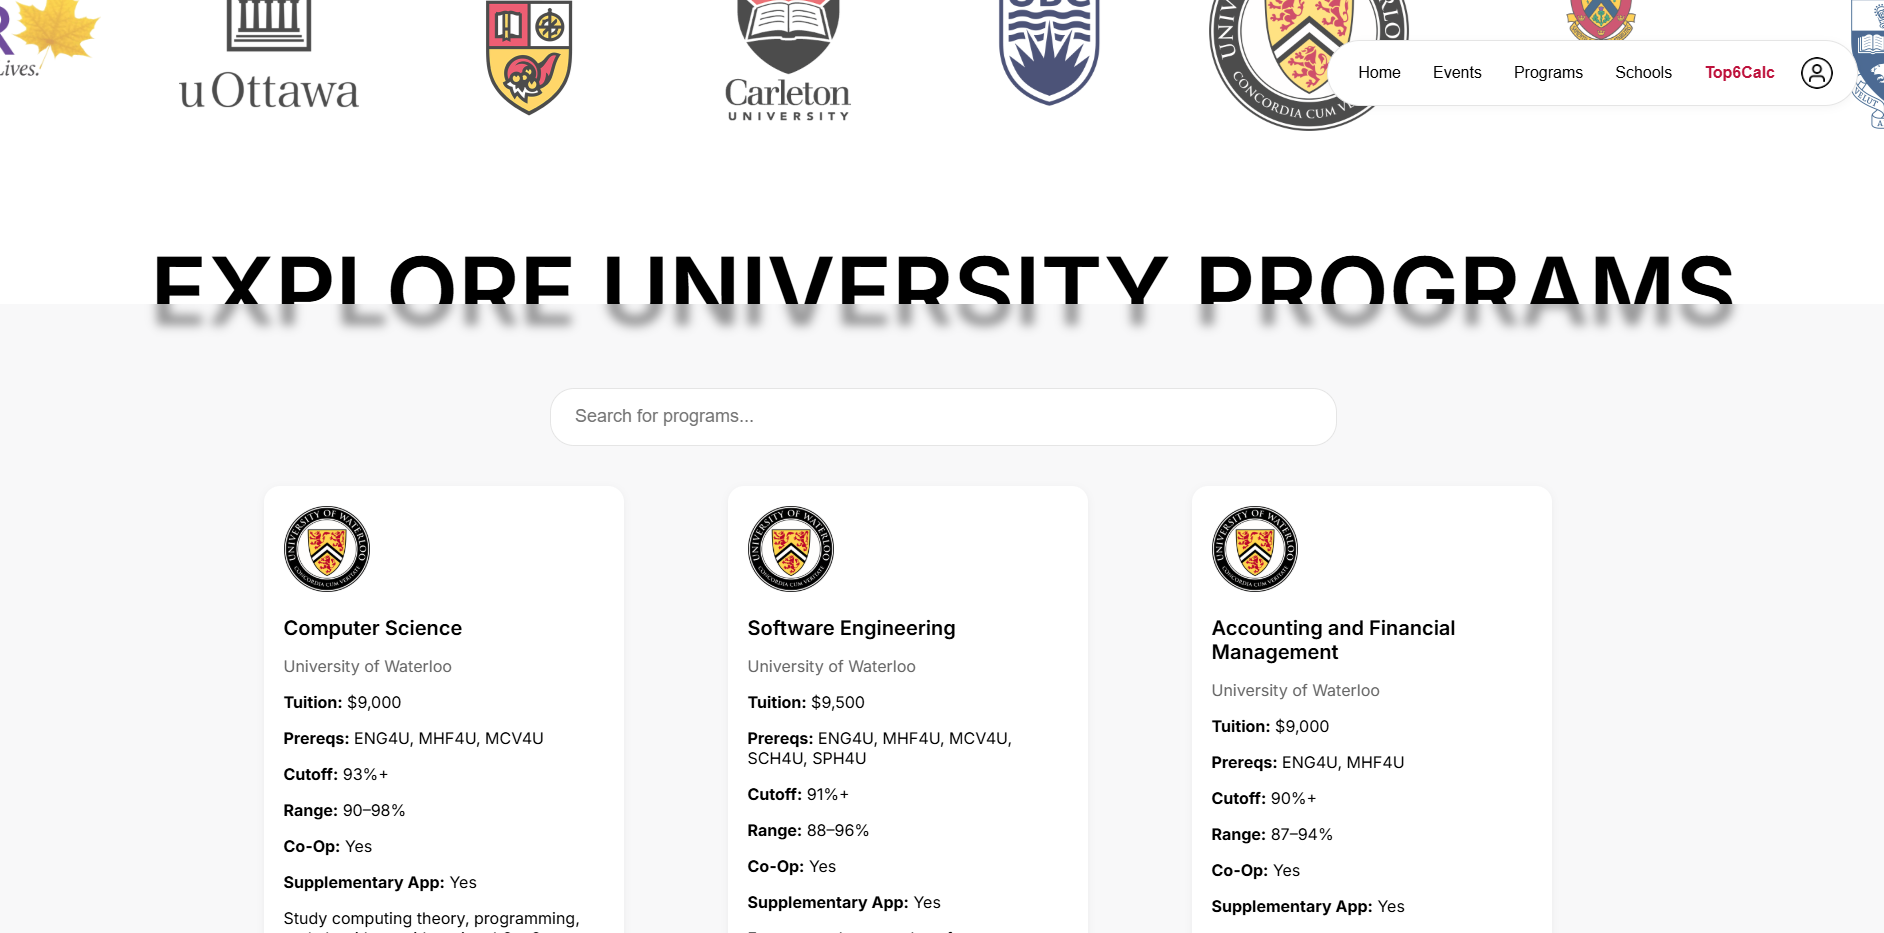 Lives.
uOttawa
Carleton
UNIVERSITY
UBC
CONCORDIA CUM VE
Home
Events
Programs
Schools
Top6Calc
EXPLORE UNIVERSITY PROGRAMS
Search for programs...
UNIVERSITY OF WATERLOO
CONCORDIA CUM VERITATE
Computer Science
University of Waterloo
Tuition: $9,000
Prereqs: ENG4U, MHF4U, MCV4U
Cutoff: 93%+
Range: 90–98%
Co-Op: Yes
Supplementary App: Yes
Study computing theory, programming,
UNIVERSITY OF WATERLOO
CONCORDIA CUM VERITATE
Software Engineering
University of Waterloo
Tuition: $9,500
Prereqs: ENG4U, MHF4U, MCV4U,
SCH4U, SPH4U
Cutoff: 91%+
Range: 88–96%
Co-Op: Yes
Supplementary App: Yes
UNIVERSITY OF WATERLOO
CONCORDIA CUM VERITATE
Accounting and Financial
Management
University of Waterloo
Tuition: $9,000
Prereqs: ENG4U, MHF4U
Cutoff: 90%+
Range: 87–94%
Co-Op: Yes
Supplementary App: Yes